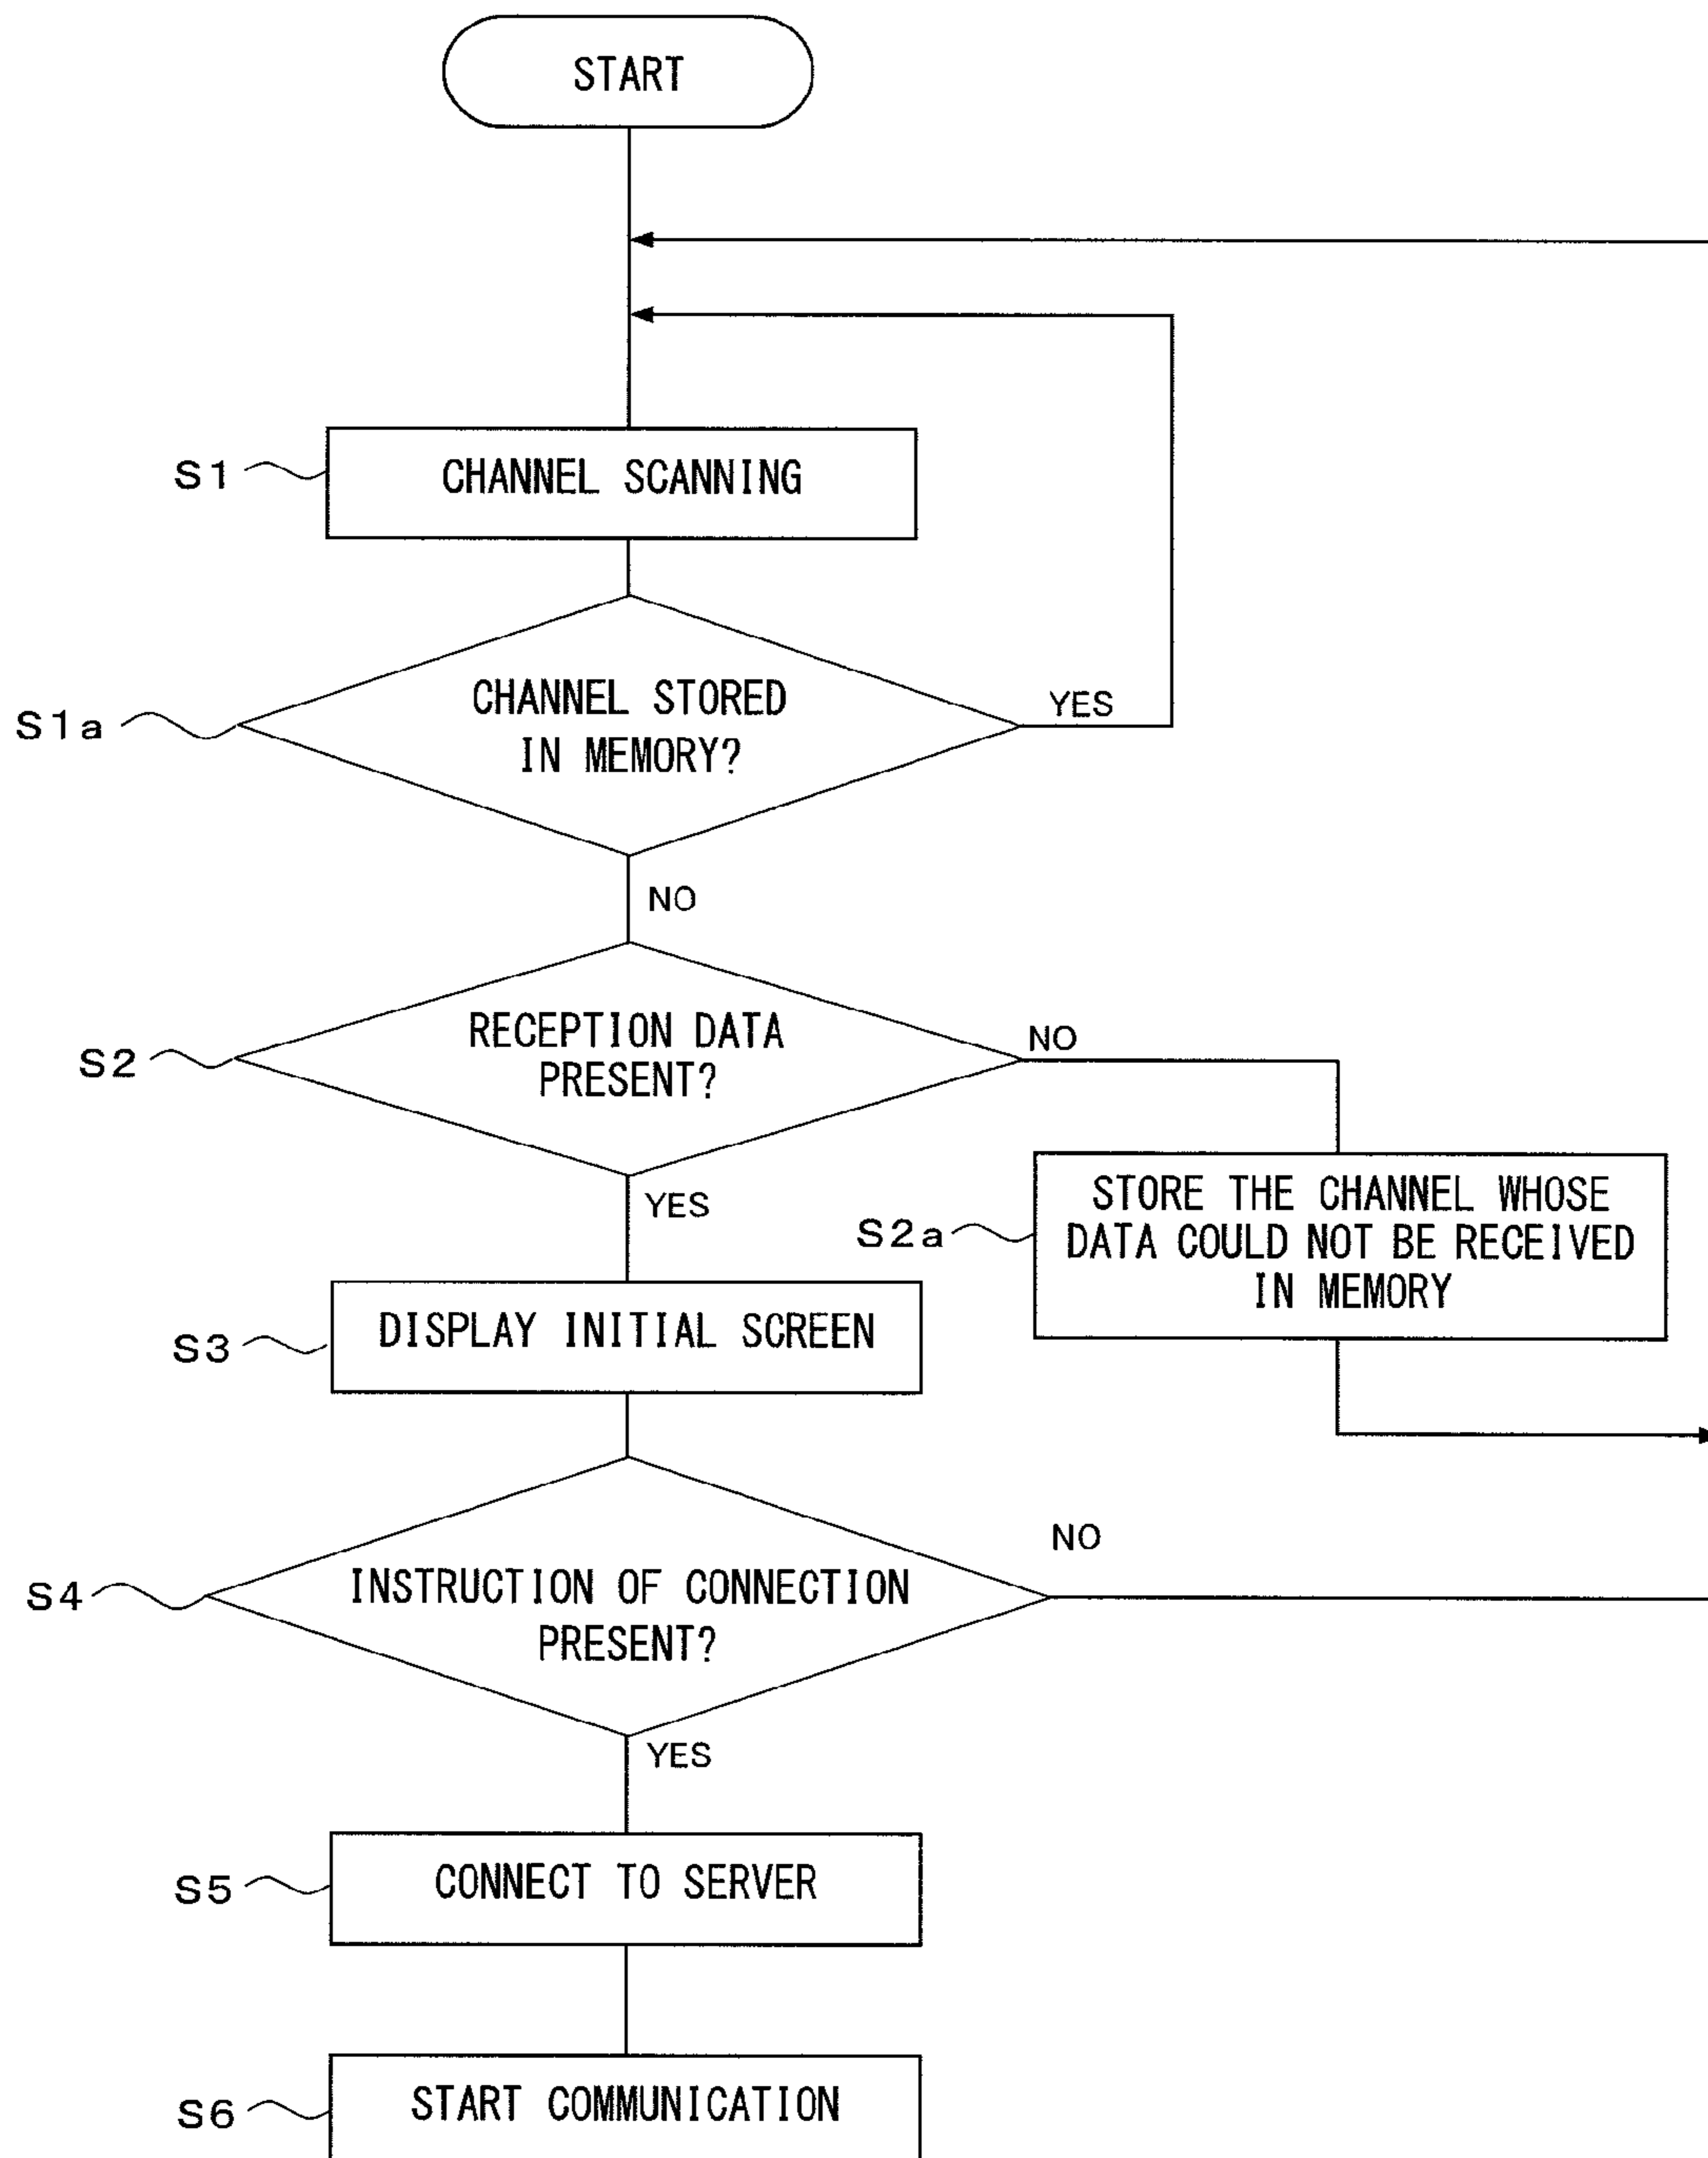 START
S1
CHANNEL SCANNING
S1a
CHANNEL STORED
IN MEMORY?
YES
NO
S2
RECEPTION DATA
PRESENT?
NO
YES
S2a
STORE THE CHANNEL WHOSE
DATA COULD NOT BE RECEIVED
IN MEMORY
S3
DISPLAY INITIAL SCREEN
S4
INSTRUCTION OF CONNECTION
PRESENT?
NO
YES
S5
CONNECT TO SERVER
S6
START COMMUNICATION